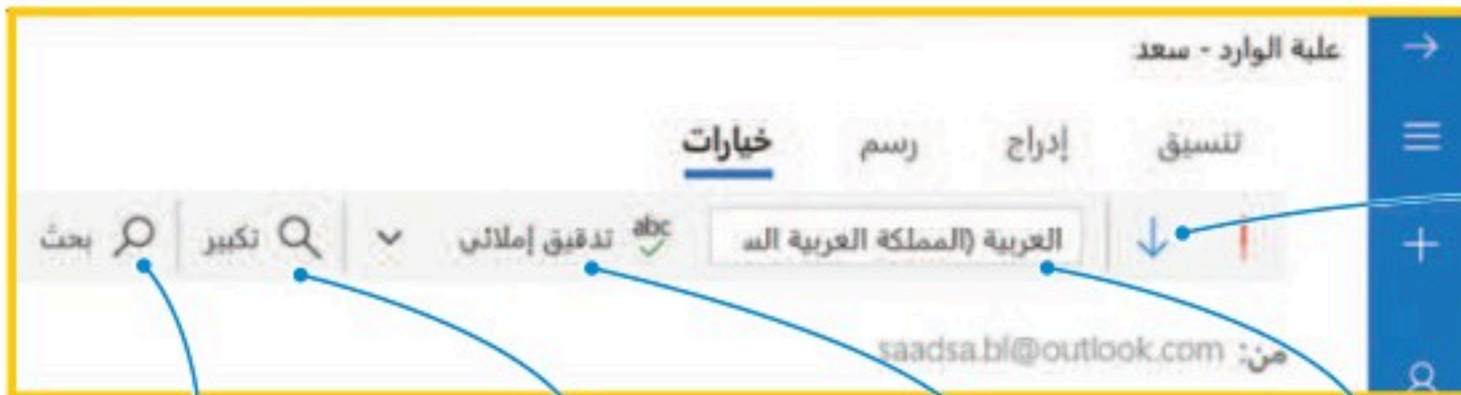 علبة الوارد - سعد
تنسيق إدراج رسم خيارات
العربية (المملكة العربية الس abc تدقيق إملائي تكبير بحث
من: saadsa.bl@outlook.com